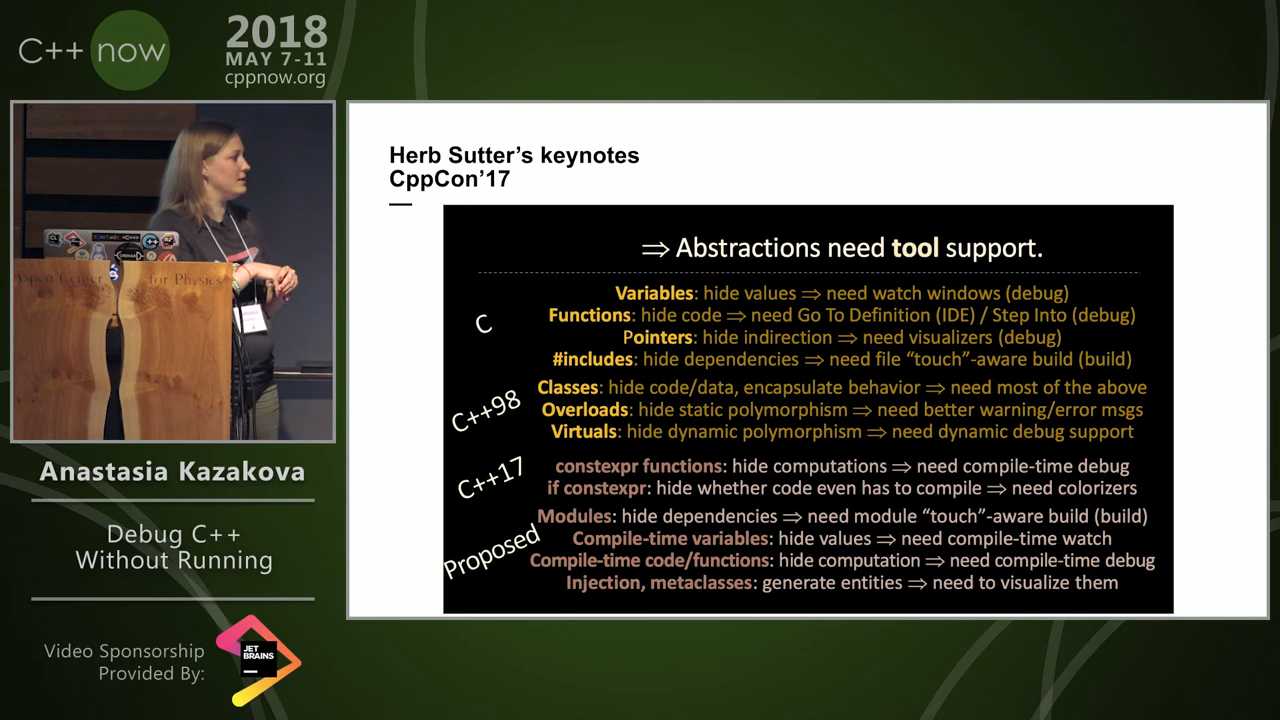 C++ now
2018
MAY 7-11
cppnow.org
Aspen Center for Physics
Anastasia Kazakova
Debug C++
Without Running
Video Sponsorship
Provided By:
JET
BRAINS
Herb Sutter’s keynotes
CppCon’17
⇒ Abstractions need tool support.
C
Variables: hide values ⇒ need watch windows (debug)
Functions: hide code ⇒ need Go To Definition (IDE) / Step Into (debug)
Pointers: hide indirection ⇒ need visualizers (debug)
#includes: hide dependencies ⇒ need file “touch”-aware build (build)
C++98
Classes: hide code/data, encapsulate behavior ⇒ need most of the above
Overloads: hide static polymorphism ⇒ need better warning/error msgs
Virtuals: hide dynamic polymorphism ⇒ need dynamic debug support
C++17
constexpr functions: hide computations ⇒ need compile-time debug
if constexpr: hide whether code even has to compile ⇒ need colorizers
Proposed
Modules: hide dependencies ⇒ need module “touch”-aware build (build)
Compile-time variables: hide values ⇒ need compile-time watch
Compile-time code/functions: hide computation ⇒ need compile-time debug
Injection, metaclasses: generate entities ⇒ need to visualize them